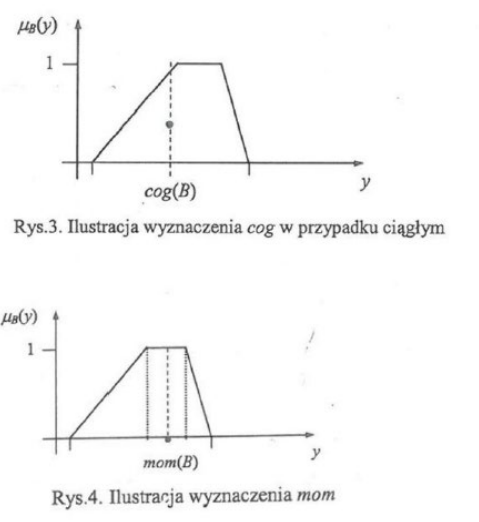 μB(y)
1
cog(B)
y
Rys.3. Ilustracja wyznaczenia cog w przypadku ciągłym
μB(y)
1
mom(B)
y
Rys.4. Ilustracja wyznaczenia mom